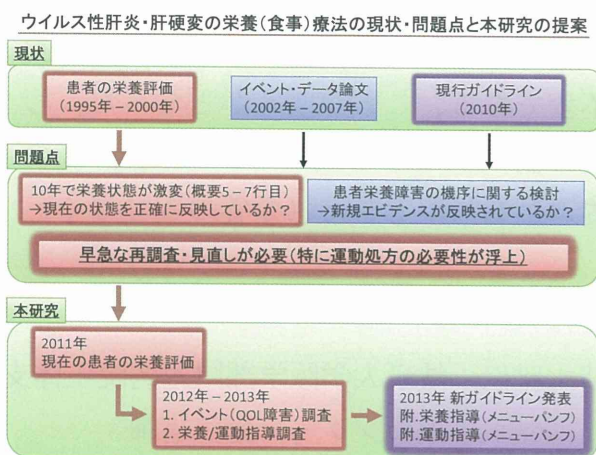 ウイルス性肝炎・肝硬変の栄養(食事)療法の現状・問題点と本研究の提案
現状
患者の栄養評価
(1995年－2000年)
イベント・データ論文
(2002年－2007年)
現行ガイドライン
(2010年)
問題点
10年で栄養状態が激変(概要5－7行目)
→現在の状態を正確に反映しているか？
患者栄養障害の機序に関する検討
→新規エビデンスが反映されているか？
早急な再調査・見直しが必要(特に運動処方の必要性が浮上)
本研究
2011年
現在の患者の栄養評価
2012年－2013年
1. イベント(QOL障害)調査
2. 栄養/運動指導調査
2013年 新ガイドライン発表
附.栄養指導(メニューパンフ)
附.運動指導(メニューパンフ)